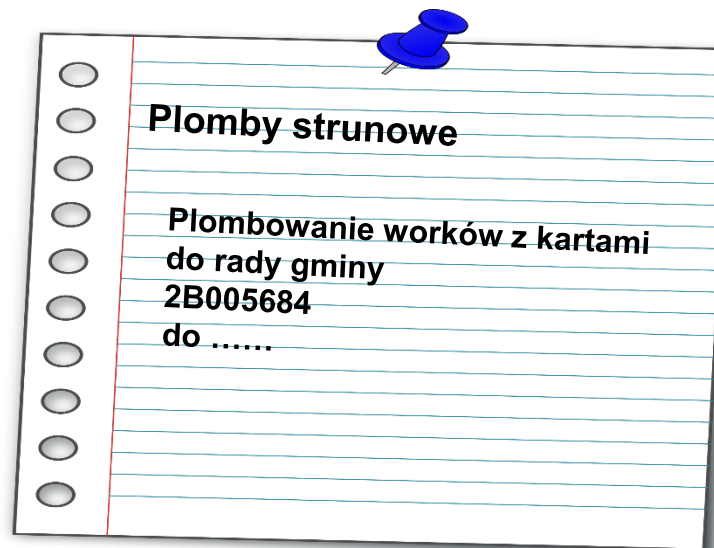 Plomby strunowe
Plombowanie worków z kartami
do rady gminy
2B005684
do ……